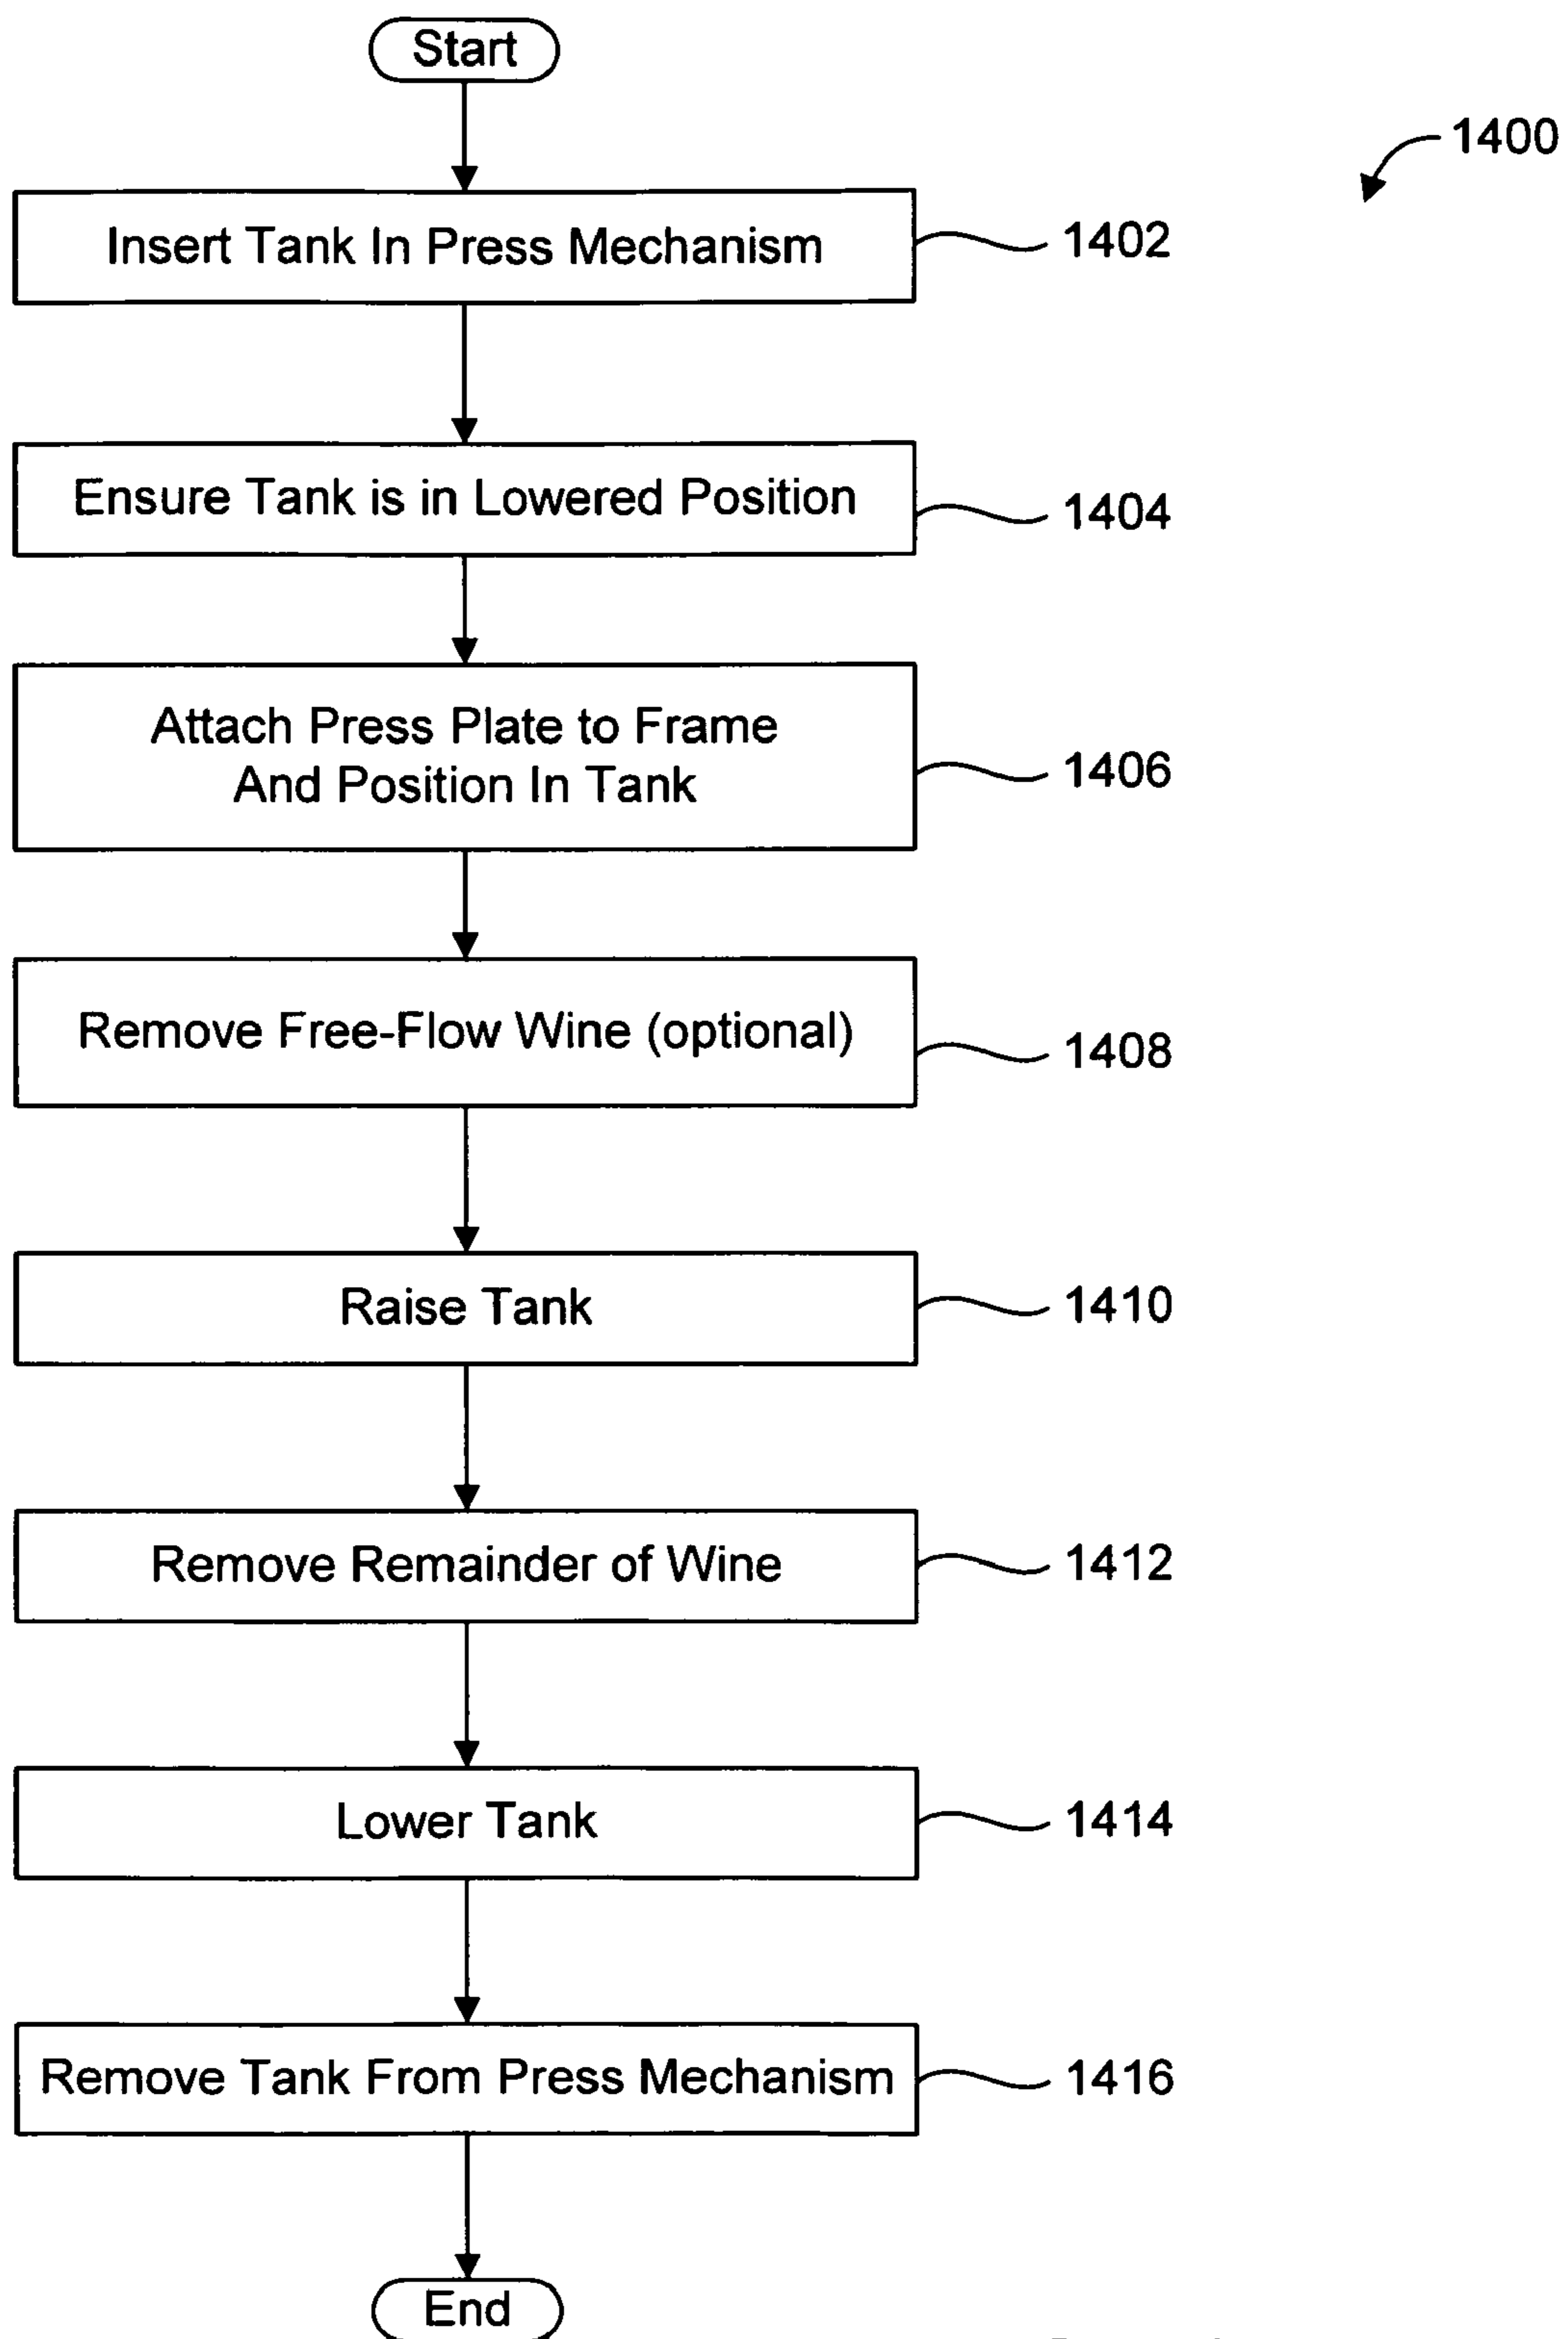 Start
1400
Insert Tank In Press Mechanism
1402
Ensure Tank is in Lowered Position
1404
Attach Press Plate to Frame
And Position In Tank
1406
Remove Free-Flow Wine (optional)
1408
Raise Tank
1410
Remove Remainder of Wine
1412
Lower Tank
1414
Remove Tank From Press Mechanism
1416
End